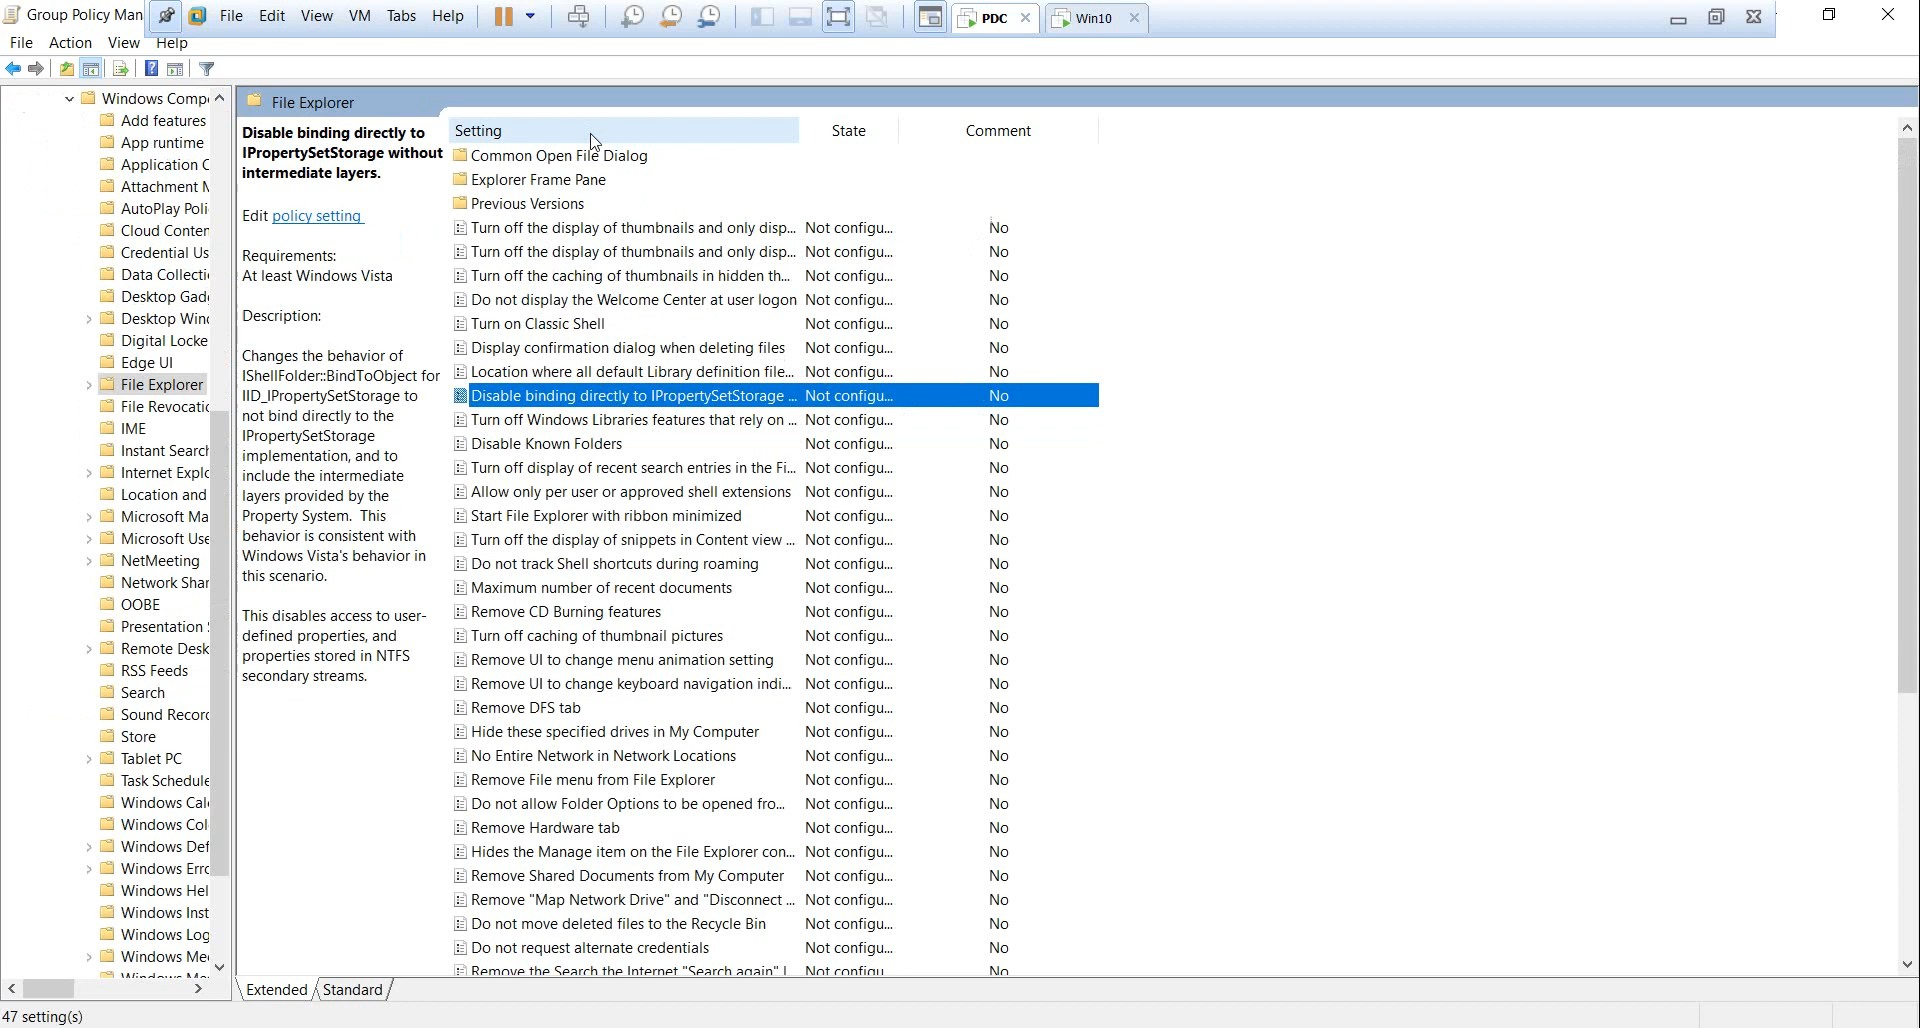 Group Policy Man
File Edit View VM Tabs Help
PDC
Win10
File Action View Help
Windows Comp
Add features
App runtime
Application C
Attachment M
AutoPlay Poli
Cloud Conten
Credential Us
Data Collecti
Desktop Gad
Desktop Wind
Digital Locke
Edge UI
File Explorer
File Revocatio
IME
Instant Search
Internet Explo
Location and
Microsoft Ma
Microsoft Use
NetMeeting
Network Shar
OOBE
Presentation
Remote Desk
RSS Feeds
Search
Sound Record
Store
Tablet PC
Task Schedule
Windows Cal
Windows Col
Windows Def
Windows Erro
Windows Hel
Windows Inst
Windows Log
Windows Me
File Explorer
Disable binding directly to
IPropertySetStorage without
intermediate layers.
Edit policy setting
Requirements:
At least Windows Vista
Description:
Changes the behavior of
IShellFolder::BindToObject for
IID_IPropertySetStorage to
not bind directly to the
IPropertySetStorage
implementation, and to
include the intermediate
layers provided by the
Property System. This
behavior is consistent with
Windows Vista's behavior in
this scenario.
This disables access to user-
defined properties, and
properties stored in NTFS
secondary streams.
Setting State Comment
Common Open File Dialog
Explorer Frame Pane
Previous Versions
Turn off the display of thumbnails and only disp... Not configu... No
Turn off the display of thumbnails and only disp... Not configu... No
Turn off the caching of thumbnails in hidden th... Not configu... No
Do not display the Welcome Center at user logon Not configu... No
Turn on Classic Shell Not configu... No
Display confirmation dialog when deleting files Not configu... No
Location where all default Library definition file... Not configu... No
Disable binding directly to IPropertySetStorage ... Not configu... No
Turn off Windows Libraries features that rely on ... Not configu... No
Disable Known Folders Not configu... No
Turn off display of recent search entries in the Fi... Not configu... No
Allow only per user or approved shell extensions Not configu... No
Start File Explorer with ribbon minimized Not configu... No
Turn off the display of snippets in Content view ... Not configu... No
Do not track Shell shortcuts during roaming Not configu... No
Maximum number of recent documents Not configu... No
Remove CD Burning features Not configu... No
Turn off caching of thumbnail pictures Not configu... No
Remove UI to change menu animation setting Not configu... No
Remove UI to change keyboard navigation indi... Not configu... No
Remove DFS tab Not configu... No
Hide these specified drives in My Computer Not configu... No
No Entire Network in Network Locations Not configu... No
Remove File menu from File Explorer Not configu... No
Do not allow Folder Options to be opened fro... Not configu... No
Remove Hardware tab Not configu... No
Hides the Manage item on the File Explorer con... Not configu... No
Remove Shared Documents from My Computer Not configu... No
Remove "Map Network Drive" and "Disconnect ... Not configu... No
Do not move deleted files to the Recycle Bin Not configu... No
Do not request alternate credentials Not configu... No
Remove the Search the Internet "Search again" l Not configu No
Extended Standard
47 setting(s)